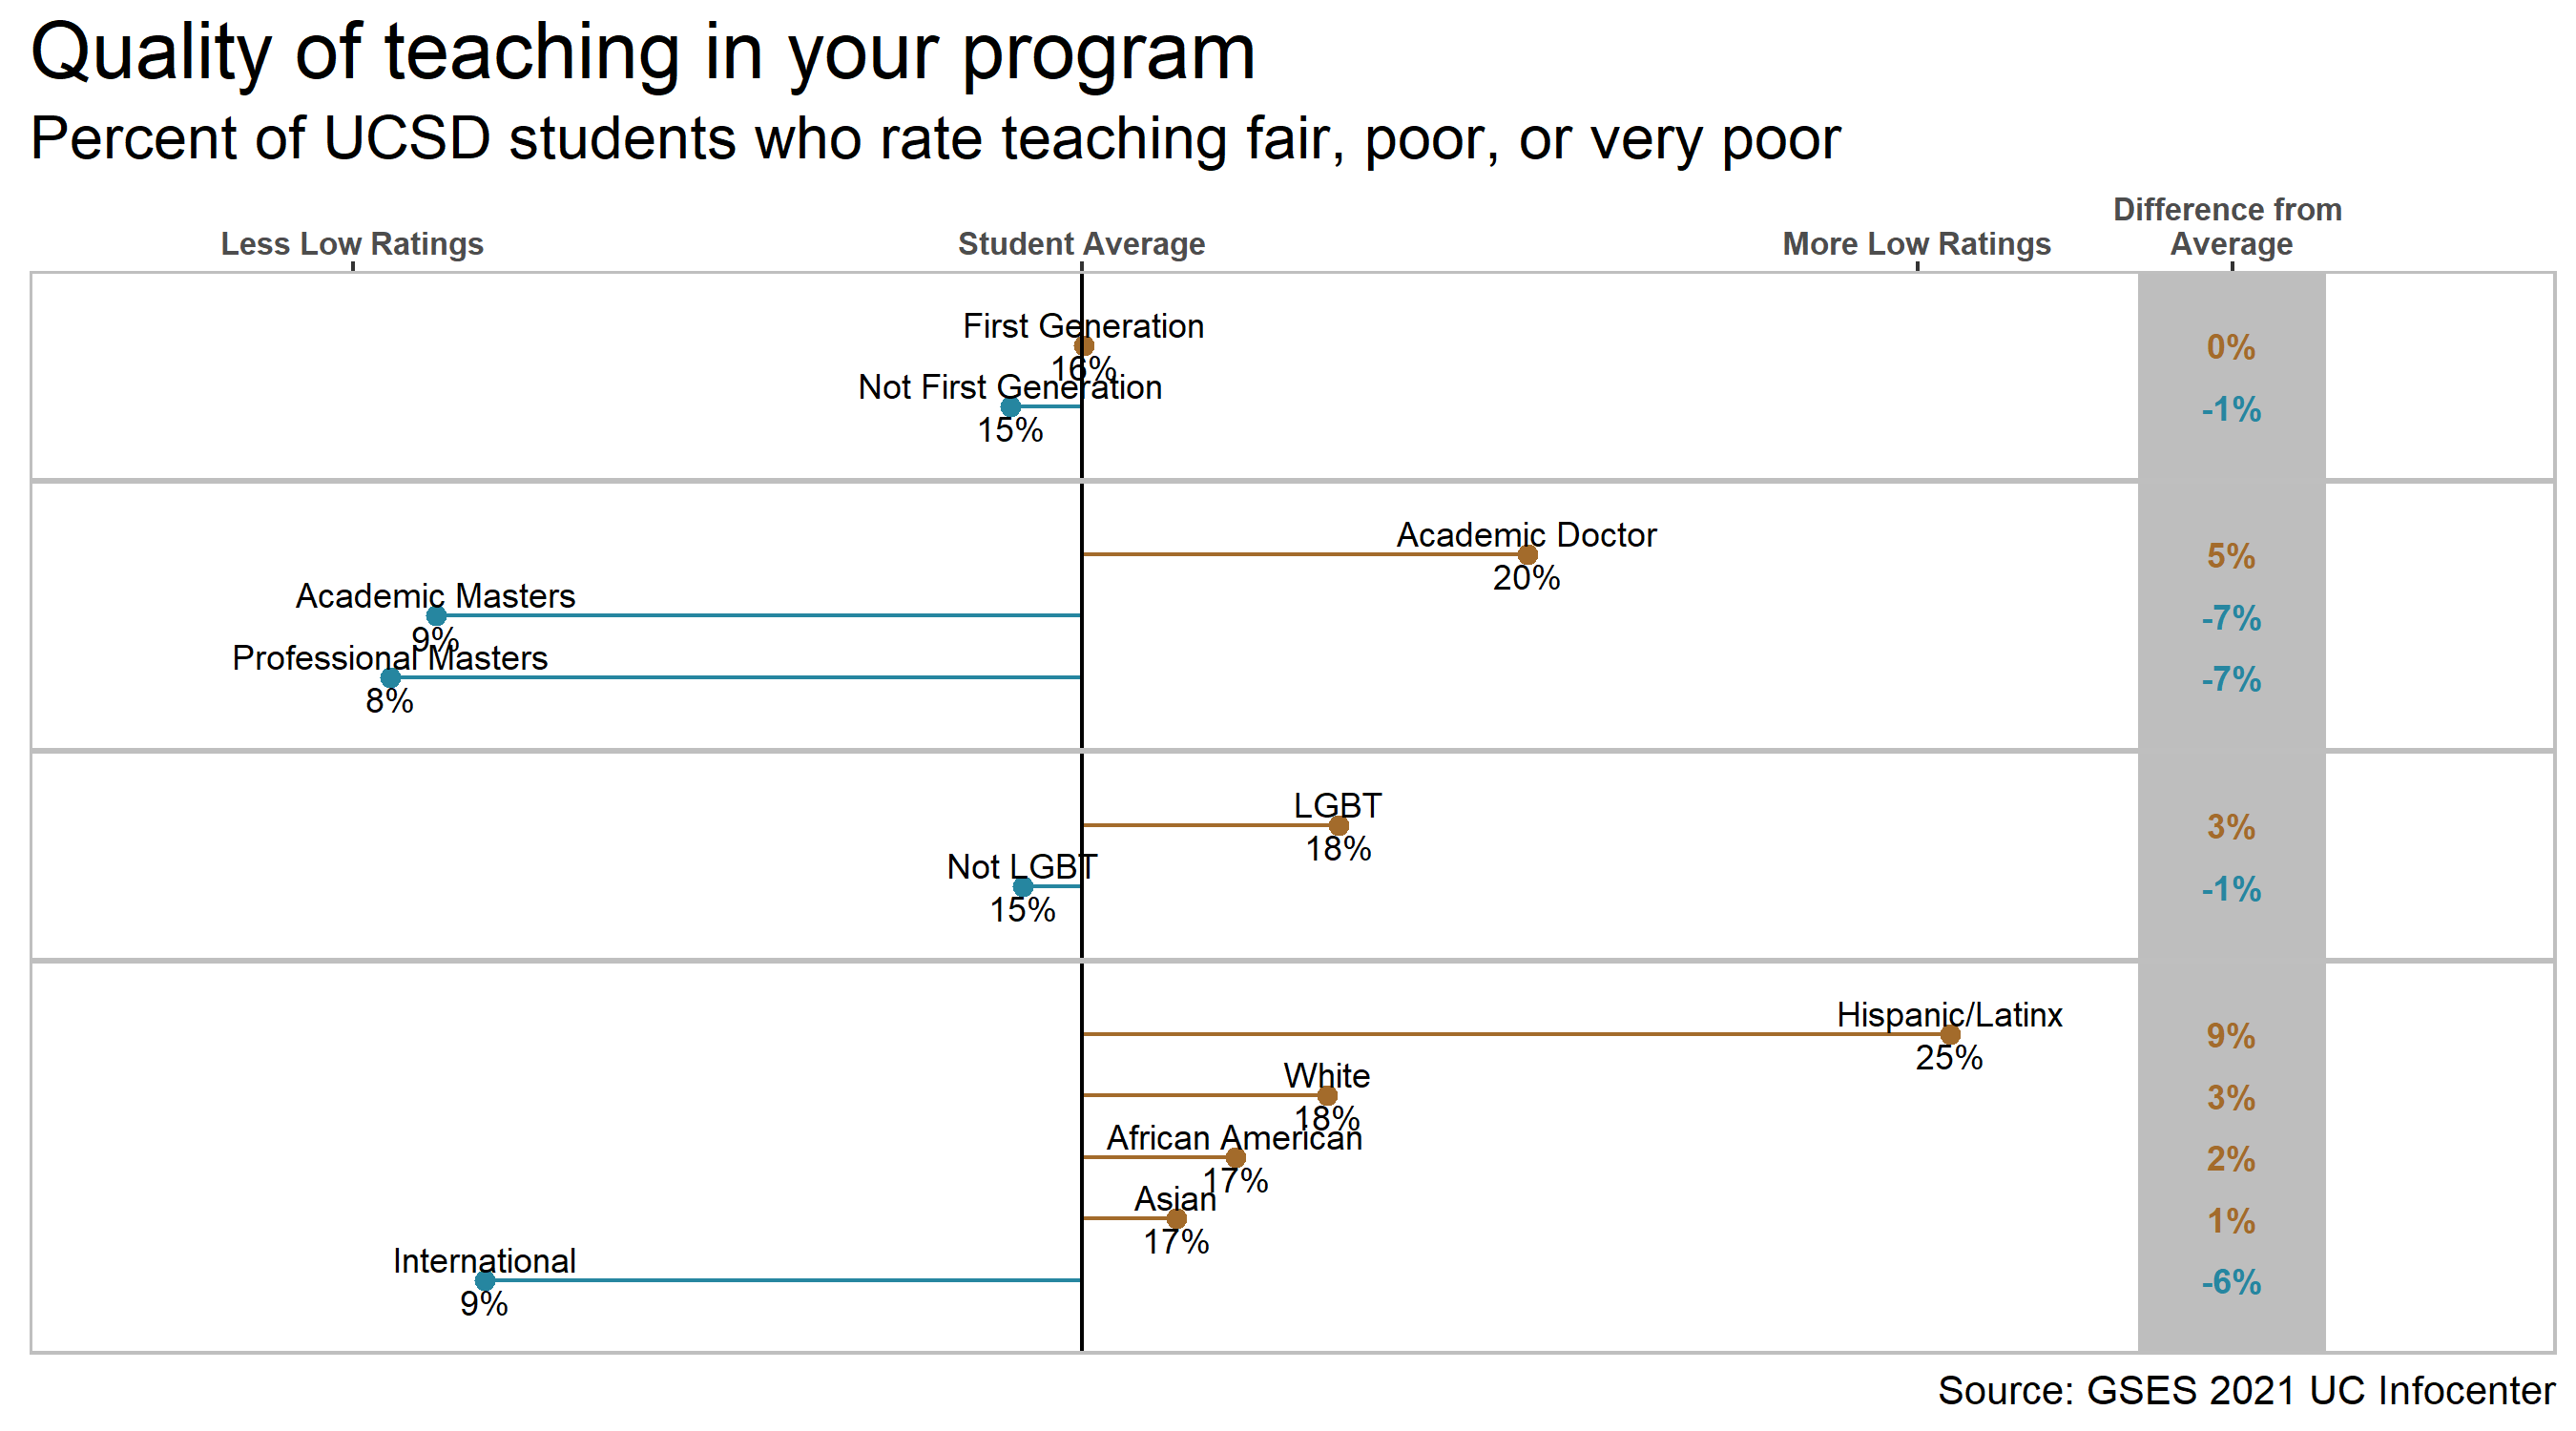 Quality of teaching in your program
Percent of UCSD students who rate teaching fair, poor, or very poor
Less Low Ratings
Student Average
More Low Ratings
Difference from
Average
First Generation
16%
0%
Not First Generation
15%
-1%
Academic Doctor
20%
5%
Academic Masters
9%
-7%
Professional Masters
8%
-7%
LGBT
18%
3%
Not LGBT
15%
-1%
Hispanic/Latinx
25%
9%
White
18%
3%
African American
17%
2%
Asian
17%
1%
International
9%
-6%
Source: GSES 2021 UC Infocenter